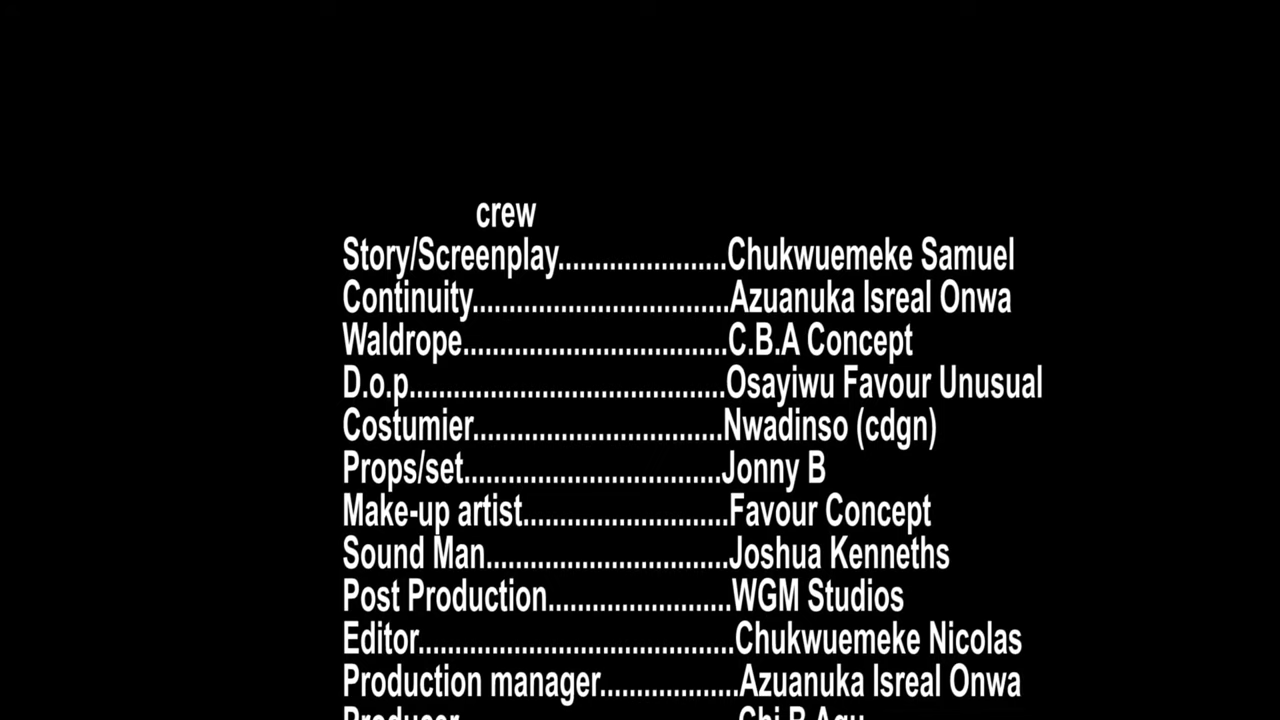 crew
Story/Screenplay.......................Chukwuemeke Samuel
Continuity...................................Azuanuka Isreal Onwa
Waldrope....................................C.B.A Concept
D.o.p...........................................Osayiwu Favour Unusual
Costumier..................................Nwadinso (cdgn)
Props/set...................................Jonny B
Make-up artist............................Favour Concept
Sound Man.................................Joshua Kenneths
Post Production.........................WGM Studios
Editor...........................................Chukwuemeke Nicolas
Production manager...................Azuanuka Isreal Onwa
Producer